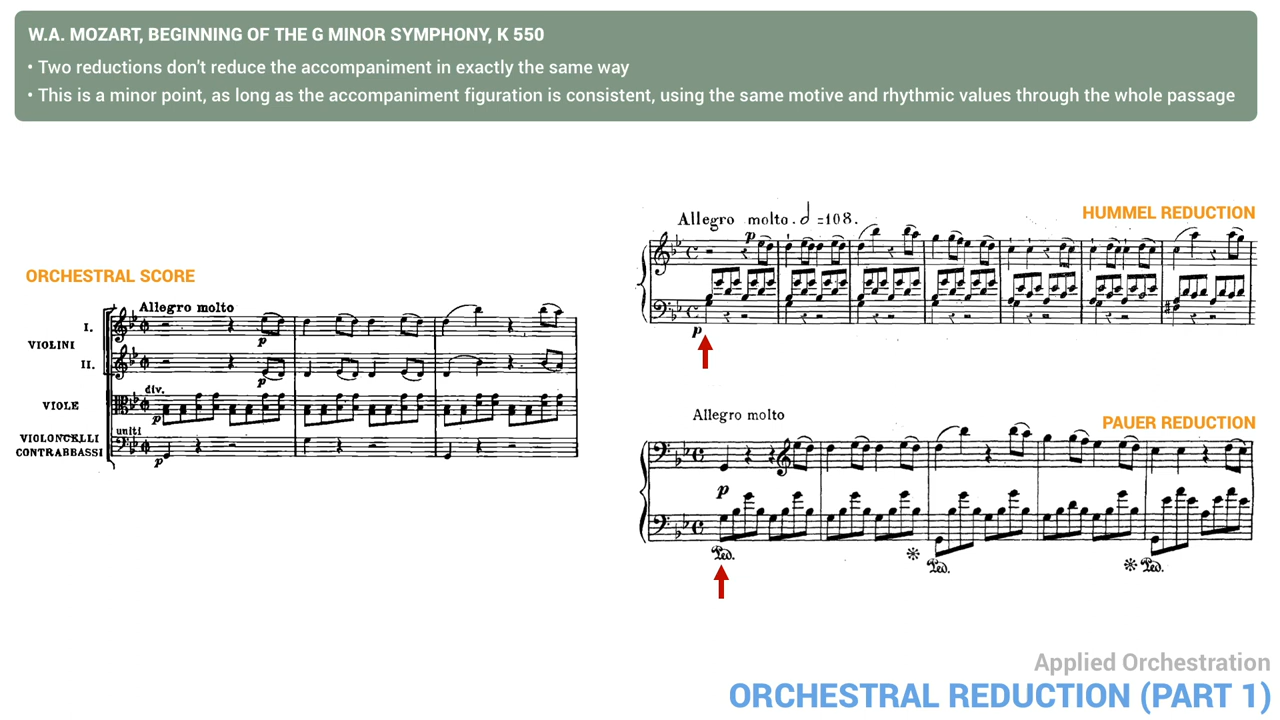 W.A. MOZART, BEGINNING OF THE G MINOR SYMPHONY, K 550
• Two reductions don't reduce the accompaniment in exactly the same way
• This is a minor point, as long as the accompaniment figuration is consistent, using the same motive and rhythmic values through the whole passage
ORCHESTRAL SCORE
Allegro molto
I.
VIOLINI
p
II.
p
div.
VIOLE
p
uniti
VIOLONCELLI
CONTRABBASSI
p
HUMMEL REDUCTION
Allegro molto. 𝅗𝅥 =108.
p
p
PAUER REDUCTION
Allegro molto
p
Ped. * Ped. * Ped.
Applied Orchestration
ORCHESTRAL REDUCTION (PART 1)